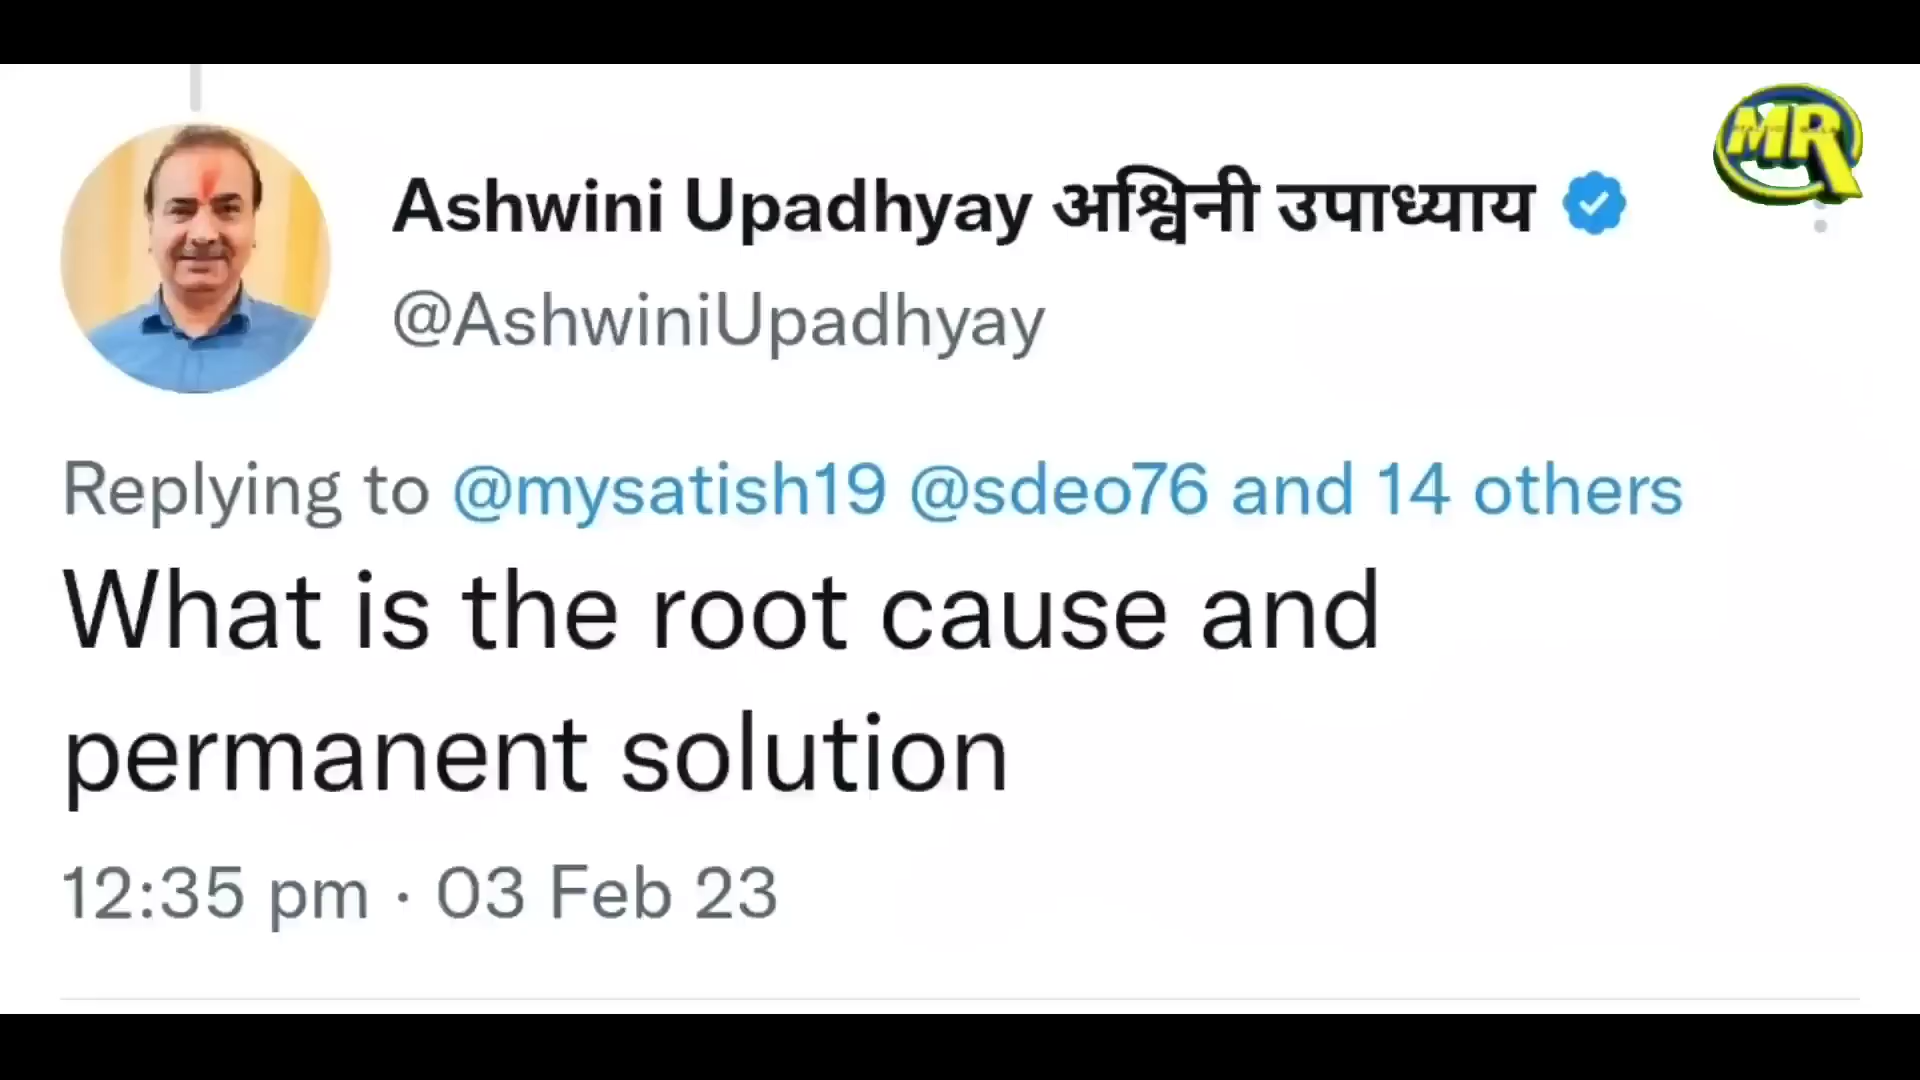 Ashwini Upadhyay अश्विनी उपाध्याय
@AshwiniUpadhyay
MR
Replying to @mysatish19 @sdeo76 and 14 others
What is the root cause and
permanent solution
12:35 pm · 03 Feb 23